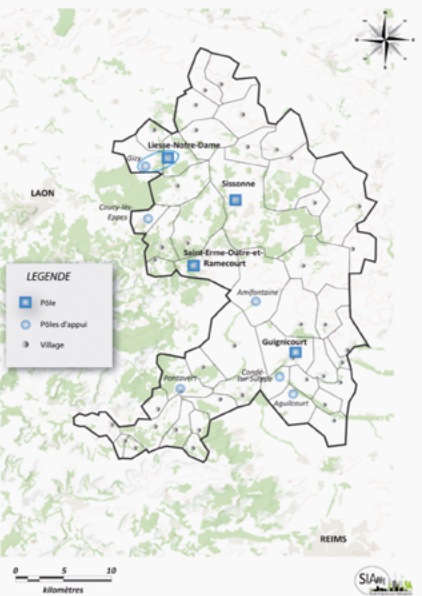 Liesse-Notre-Dame
Gizy
Sissonne
LAON
Coucy-lès-
Eppes
Saint-Erme-Outre-et-
Ramecourt
LEGENDE
Pôle
Pôles d'appui
Village
Amifontaine
Guignicourt
Condé-
sur-Suippe
Pontavert
Aguilcourt
REIMS
0 5 10
kilomètres
SIAm